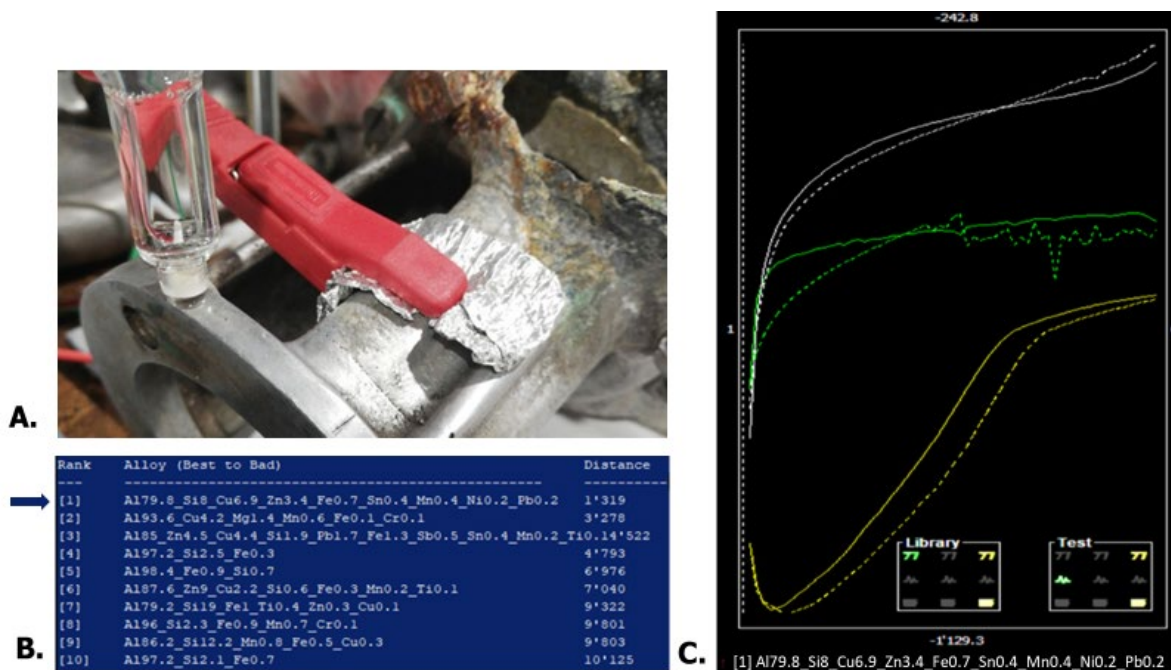 A.
Rank Alloy (Best to Bad) Distance
[1] Al79.8_Si8_Cu6.9_Zn3.4_Fe0.7_Sn0.4_Mn0.4_Ni0.2_Pb0.2 1'319
[2] Al93.6_Cu4.2_Mg1.4_Mn0.6_Fe0.1_Cr0.1 3'278
[3] Al85_Zn4.5_Cu4.4_Si1.9_Pb1.7_Fe1.3_Sb0.5_Sn0.4_Mn0.2_Ti0.14'522
[4] Al97.2_Si2.5_Fe0.3 4'793
[5] Al98.4_Fe0.9_Si0.7 6'976
[6] Al87.6_Zn9_Cu2.2_Si0.6_Fe0.3_Mn0.2_Ti0.1 7'040
[7] Al79.2_Si19_Fe1_Ti0.4_Zn0.3_Cu0.1 9'322
[8] Al96_Si2.3_Fe0.9_Mn0.7_Cr0.1 9'801
[9] Al86.2_Si12.2_Mn0.8_Fe0.5_Cu0.3 9'803
[10] Al97.2_Si2.1_Fe0.7 10'125
B.
-242.8
1
Library
Test
-1'129.3
C.
[1] Al79.8_Si8_Cu6.9_Zn3.4_Fe0.7_Sn0.4_Mn0.4_Ni0.2_Pb0.2